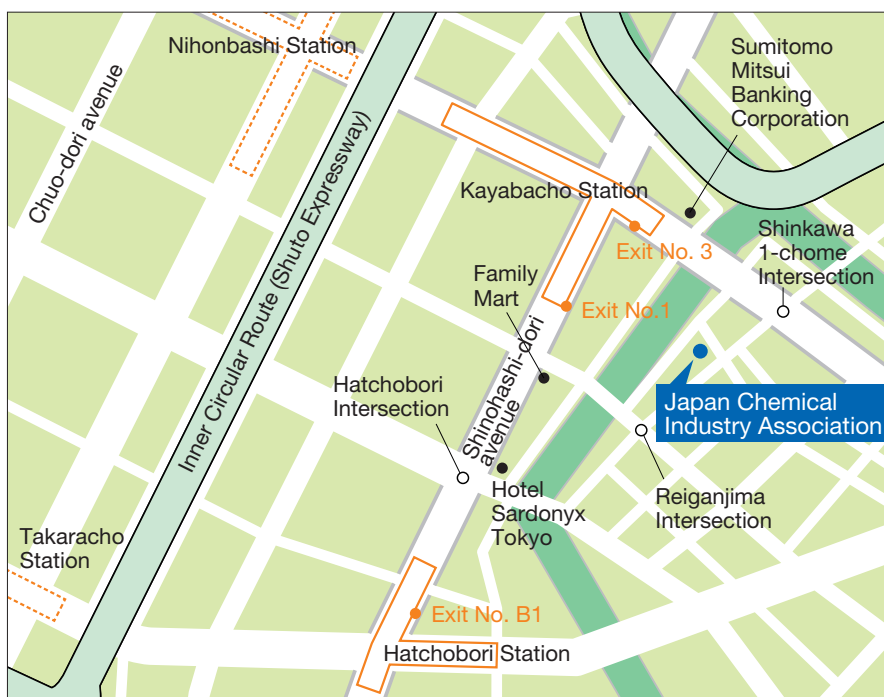 Nihonbashi Station
Chuo-dori avenue
Inner Circular Route (Shuto Expressway)
Sumitomo
Mitsui
Banking
Corporation
Kayabacho Station
Exit No. 3
Shinkawa
1-chome
Intersection
Family
Mart
Exit No.1
Shinohashi-dori
avenue
Hatchobori
Intersection
Japan Chemical
Industry Association
Hotel
Sardonyx
Tokyo
Reiganjima
Intersection
Takaracho
Station
Exit No. B1
Hatchobori Station